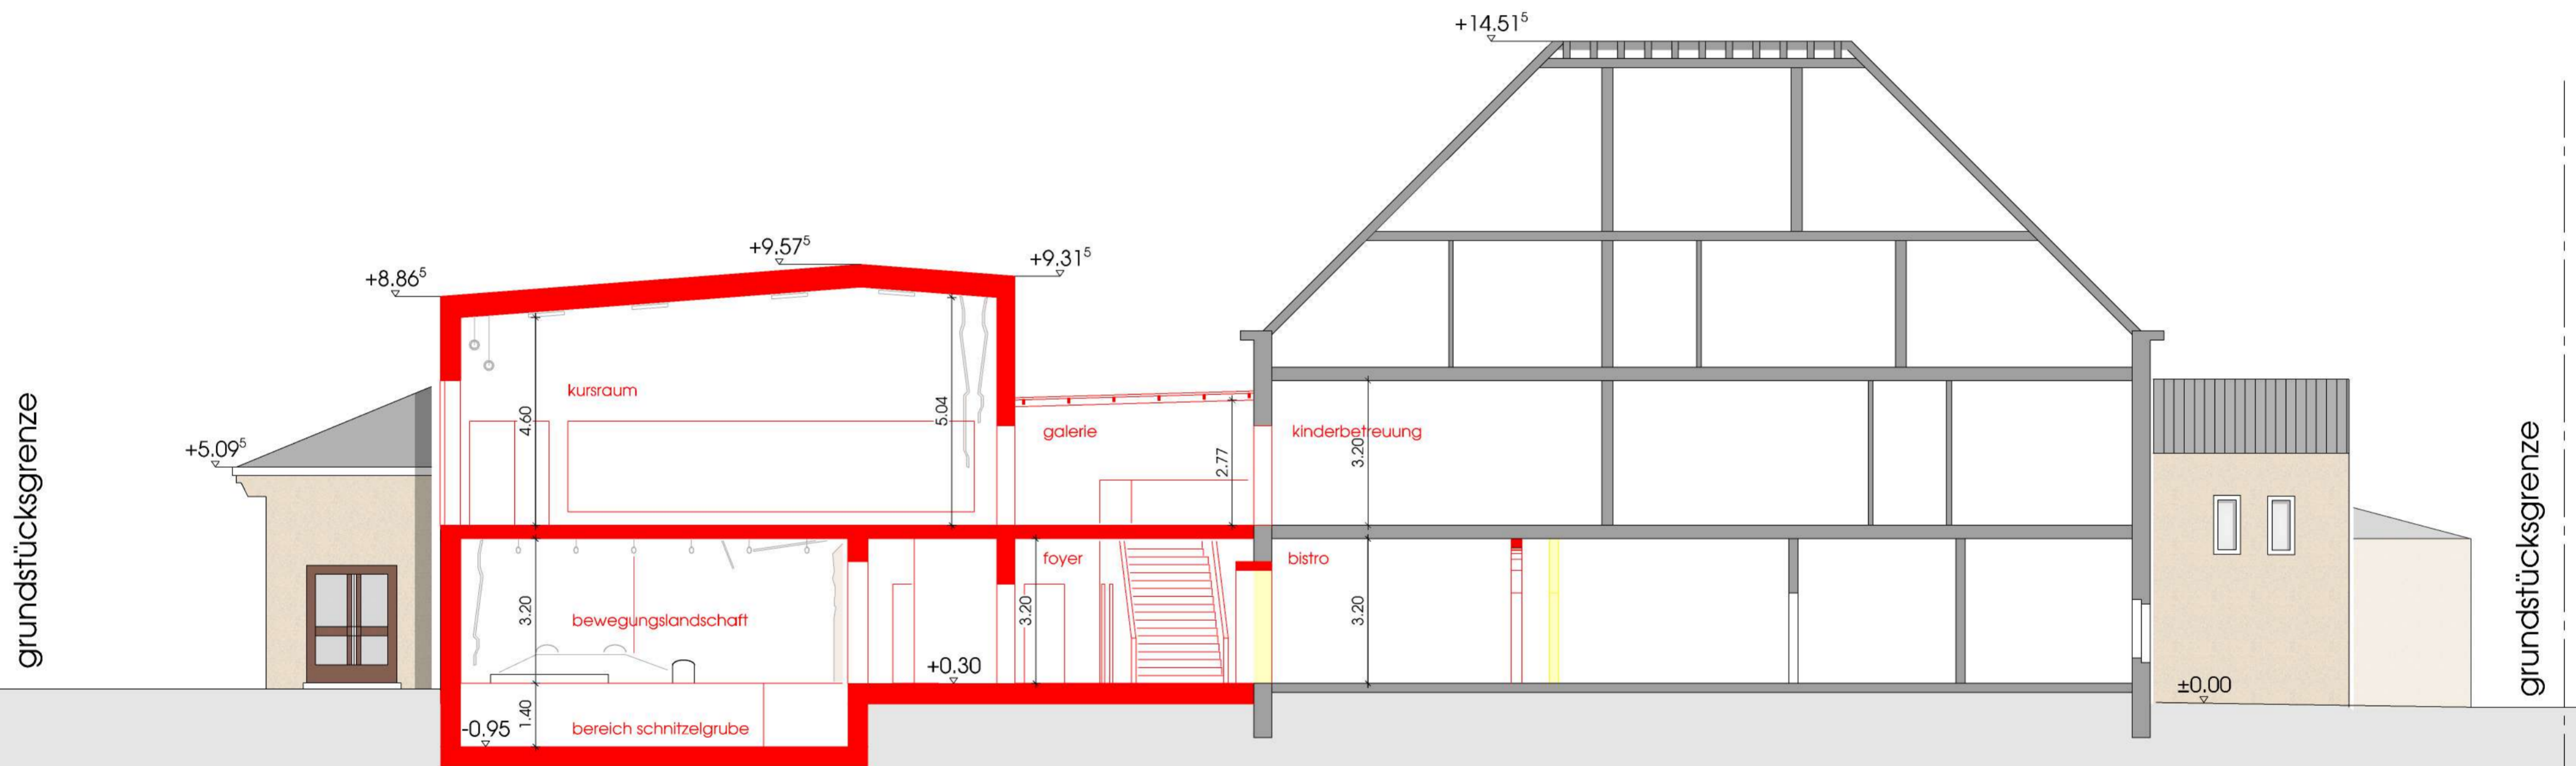 +14.51⁵
+9.57⁵
+9.31⁵
+8.86⁵
kursraum
4.60
5.04
galerie
2.77
kinderbetreuung
3.20
+5.09⁵
grundstücksgrenze
grundstücksgrenze
foyer
bistro
3.20
bewegungslandschaft
3.20
3.20
+0.30
±0.00
-0.95
1.40
bereich schnitzelgrube